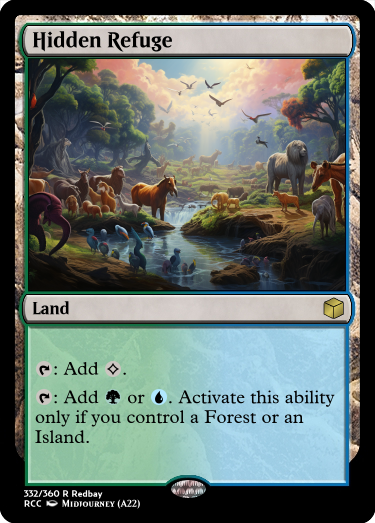 Hidden Refuge
Land
: Add .
: Add or . Activate this ability
only if you control a Forest or an
Island.
332/360 R Redbay
RCC Midjourney (A22)